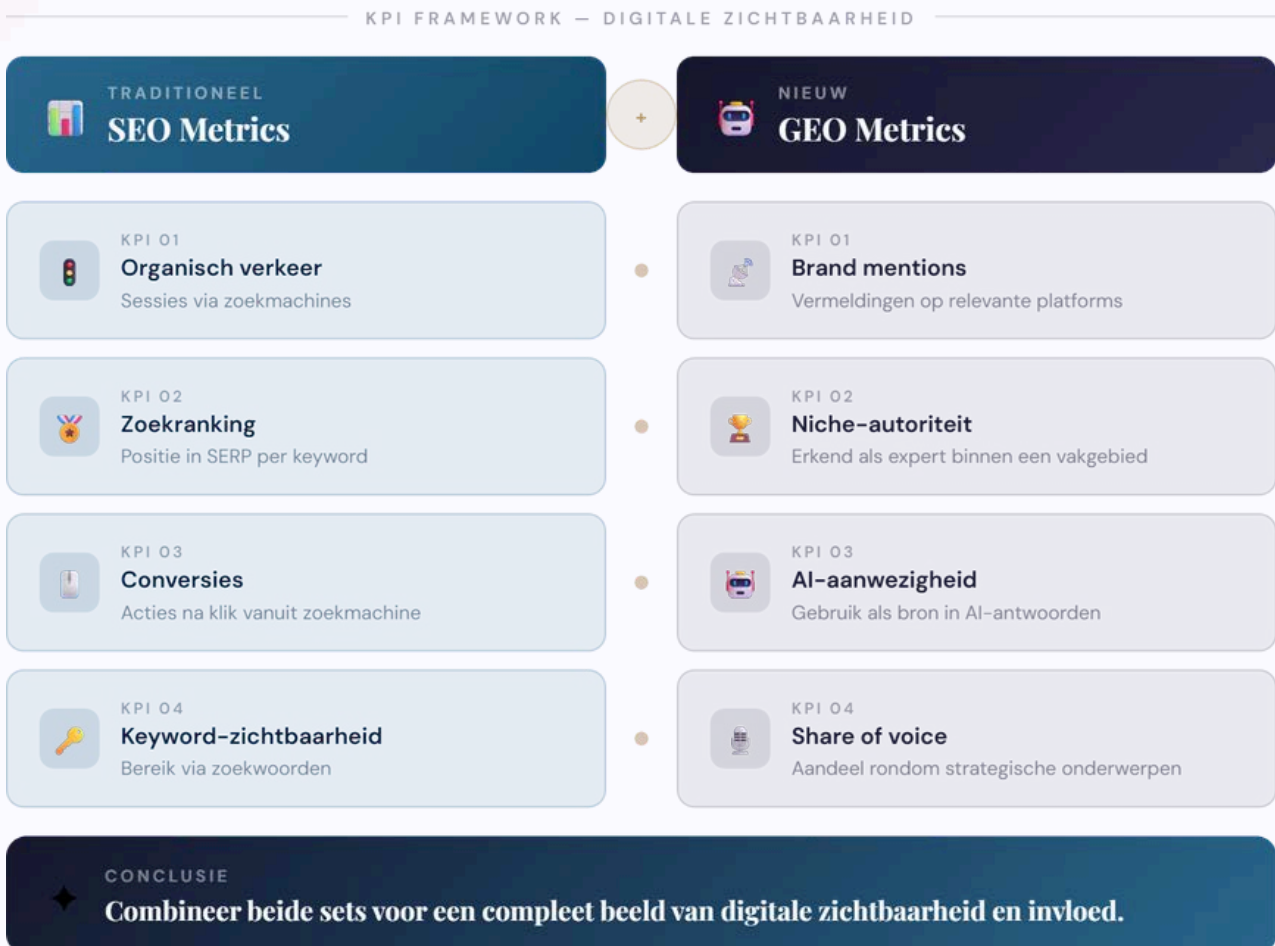 KPI FRAMEWORK — DIGITALE ZICHTBAARHEID
TRADITIONEEL
SEO Metrics
+
NIEUW
GEO Metrics
KPI 01
Organisch verkeer
Sessies via zoekmachines
KPI 01
Brand mentions
Vermeldingen op relevante platforms
KPI 02
Zoekranking
Positie in SERP per keyword
KPI 02
Niche-autoriteit
Erkend als expert binnen een vakgebied
KPI 03
Conversies
Acties na klik vanuit zoekmachine
KPI 03
AI-aanwezigheid
Gebruik als bron in AI-antwoorden
KPI 04
Keyword-zichtbaarheid
Bereik via zoekwoorden
KPI 04
Share of voice
Aandeel rondom strategische onderwerpen
CONCLUSIE
Combineer beide sets voor een compleet beeld van digitale zichtbaarheid en invloed.